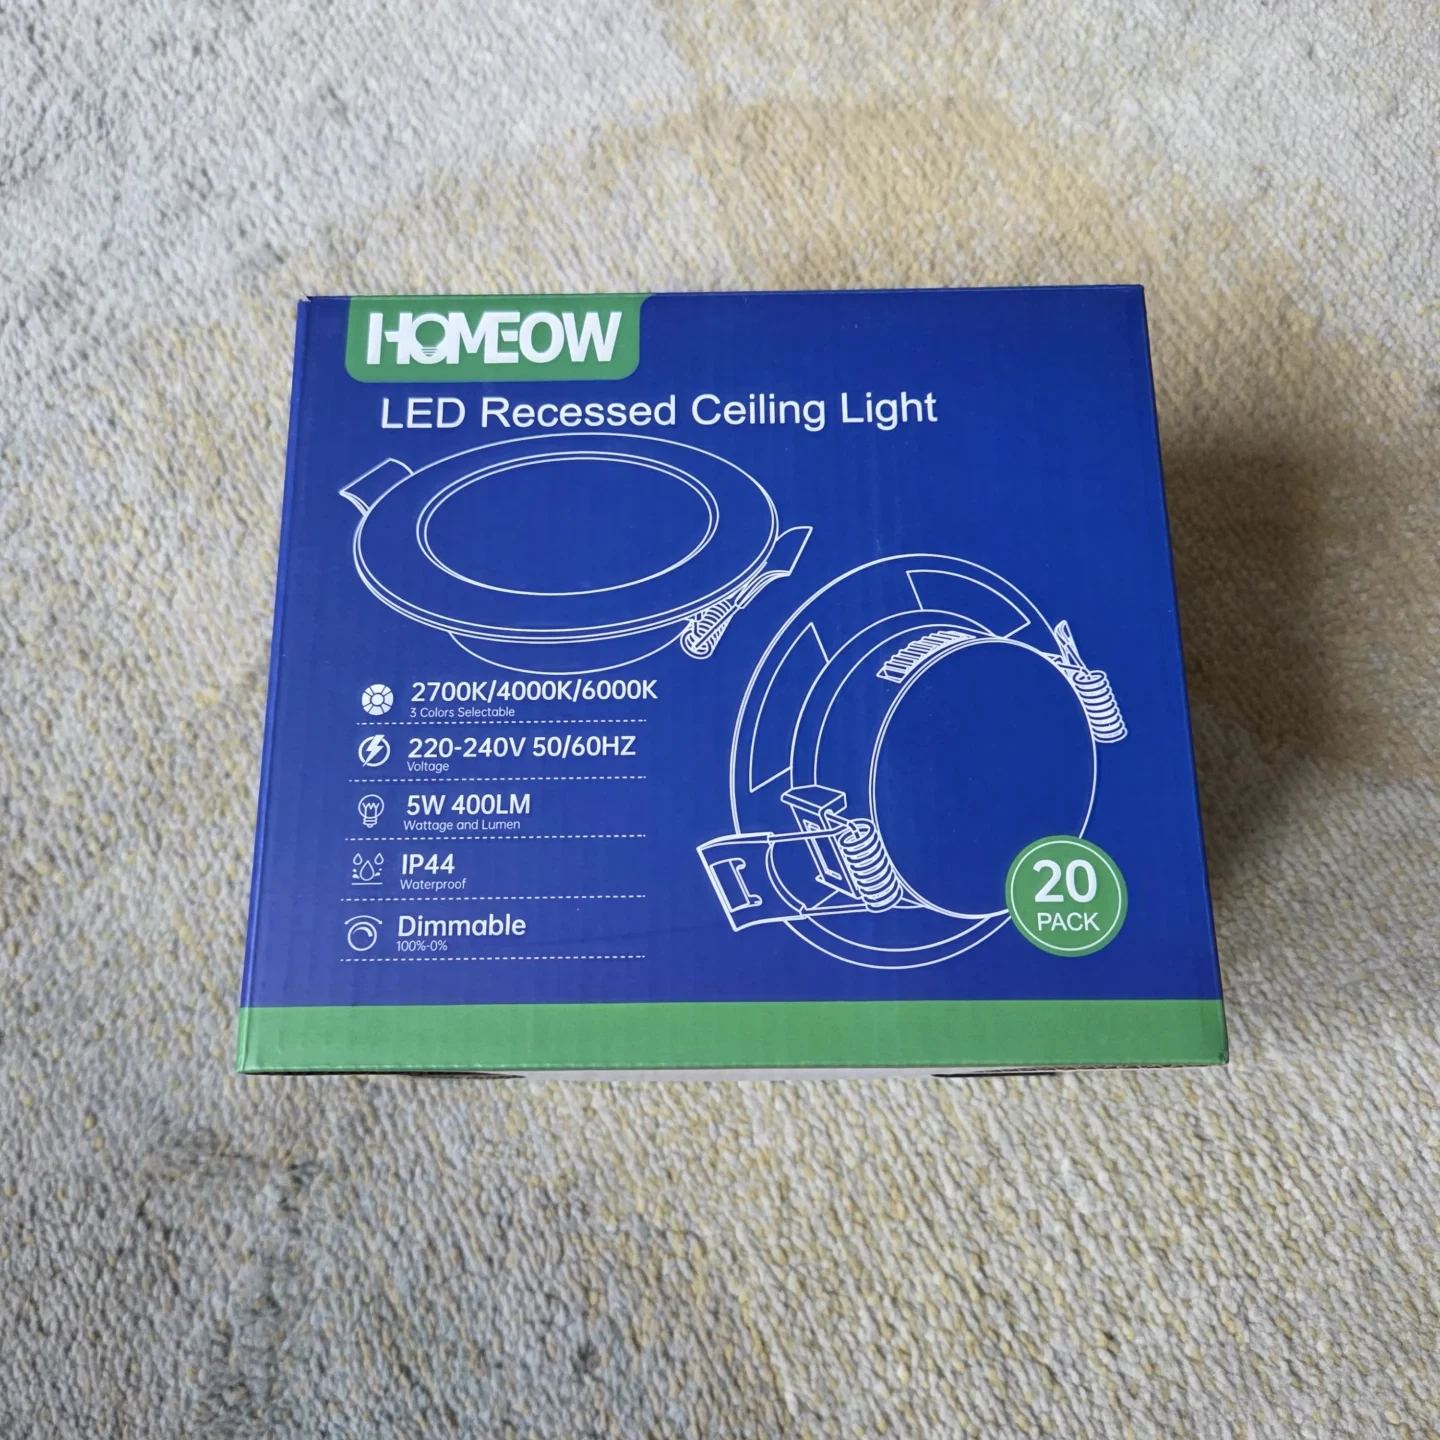 HOMEOW
LED Recessed Ceiling Light
2700K/4000K/6000K
3 Colors Selectable
220-240V 50/60HZ
Voltage
5W 400LM
Wattage and Lumen
IP44
Waterproof
Dimmable
100%-0%
20
PACK